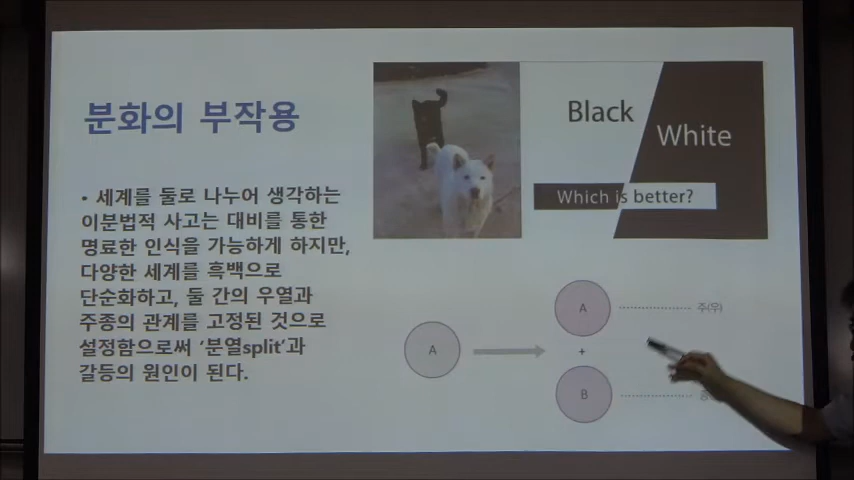 분화의 부작용
• 세계를 둘로 나누어 생각하는
이분법적 사고는 대비를 통한
명료한 인식을 가능하게 하지만,
다양한 세계를 흑백으로
단순화하고, 둘 간의 우열과
주종의 관계를 고정된 것으로
설정함으로써 ‘분열split’과
갈등의 원인이 된다.
Black
White
Which is better?
A
A
주(우)
+
B